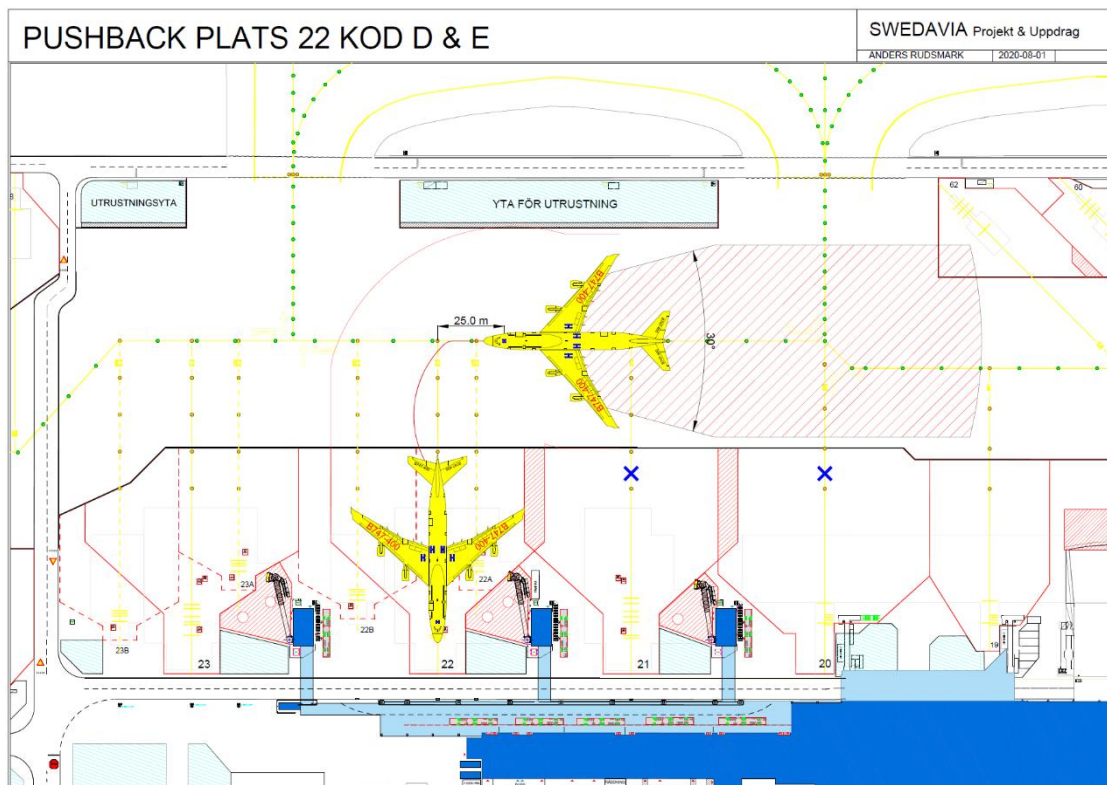 PUSHBACK PLATS 22 KOD D & E
SWEDAVIA Projekt & Uppdrag
ANDERS RUDSMARK
2020-08-01
UTRUSTNINGSYTA
YTA FÖR UTRUSTNING
62
60
8
B747-400
25.0 m
30°
B747-400
B747-400
B747-400
23A
22A
22B
23B
23
22
21
20
19